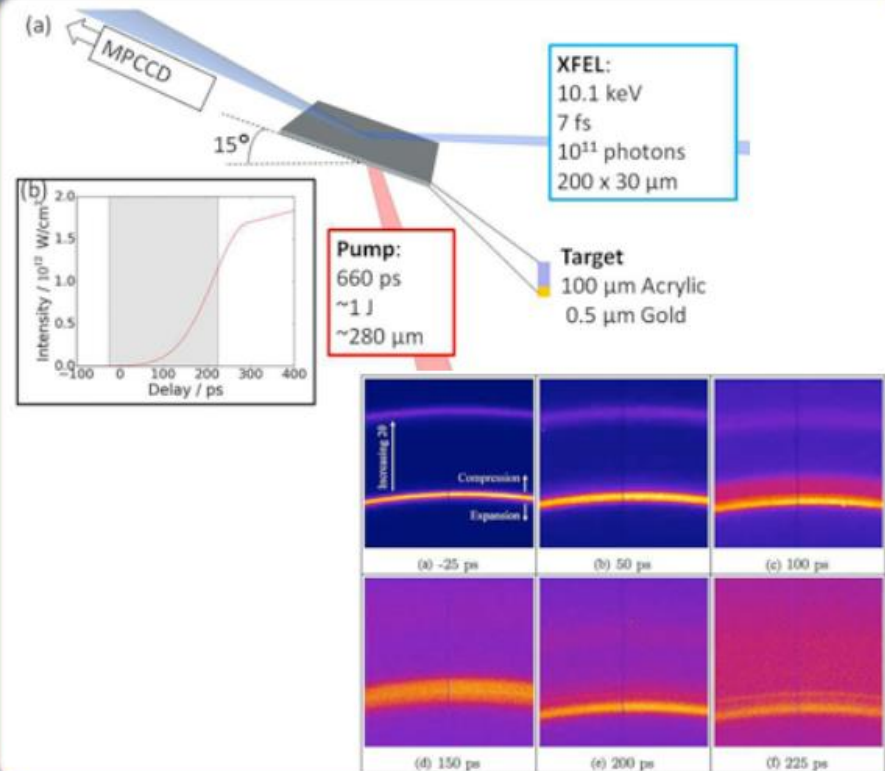 (a)
MPCCD
15°
XFEL:
10.1 keV
7 fs
10¹¹ photons
200 x 30 μm
(b)
Intensity / 10¹² W/cm²
2.0
1.5
1.0
0.5
0.0
−100 0 100 200 300 400
Delay / ps
Pump:
660 ps
~1 J
~280 μm
Target
100 μm Acrylic
0.5 μm Gold
Increasing 2θ
Compression
Expansion
(a) -25 ps
(b) 50 ps
(c) 100 ps
(d) 150 ps
(e) 200 ps
(f) 225 ps